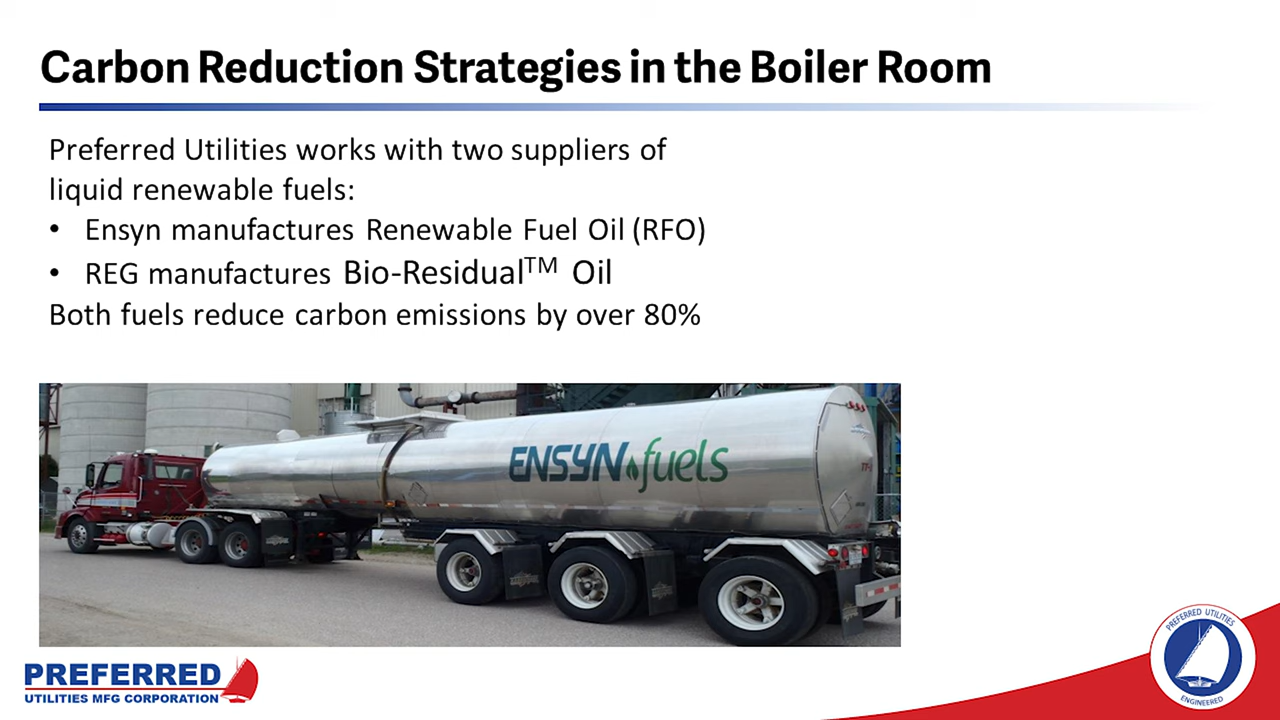 Carbon Reduction Strategies in the Boiler Room
Preferred Utilities works with two suppliers of
liquid renewable fuels:
• Ensyn manufactures Renewable Fuel Oil (RFO)
• REG manufactures Bio-Residual™ Oil
Both fuels reduce carbon emissions by over 80%
ENSYN fuels
PREFERRED
UTILITIES MFG CORPORATION
PREFERRED UTILITIES
ENGINEERED